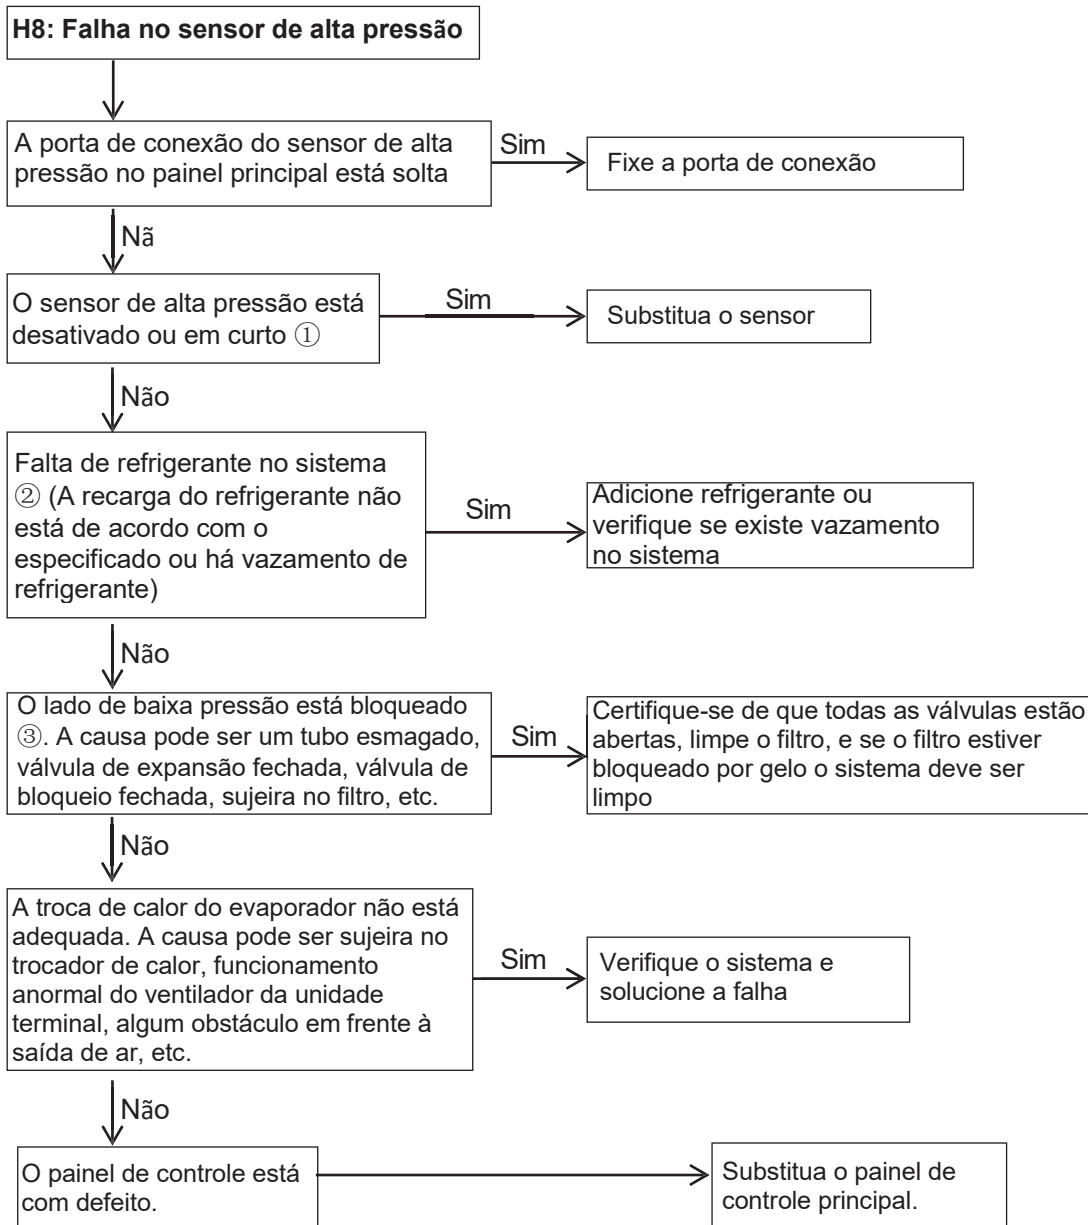 H8: Falha no sensor de alta pressão
A porta de conexão do sensor de alta
pressão no painel principal está solta
Sim
Fixe a porta de conexão
Nã
O sensor de alta pressão está
desativado ou em curto ①
Sim
Substitua o sensor
Não
Falta de refrigerante no sistema
② (A recarga do refrigerante não
está de acordo com o
especificado ou há vazamento de
refrigerante)
Sim
Adicione refrigerante ou
verifique se existe vazamento
no sistema
Não
O lado de baixa pressão está bloqueado
③. A causa pode ser um tubo esmagado,
válvula de expansão fechada, válvula de
bloqueio fechada, sujeira no filtro, etc.
Sim
Certifique-se de que todas as válvulas estão
abertas, limpe o filtro, e se o filtro estiver
bloqueado por gelo o sistema deve ser
limpo
Não
A troca de calor do evaporador não está
adequada. A causa pode ser sujeira no
trocador de calor, funcionamento
anormal do ventilador da unidade
terminal, algum obstáculo em frente à
saída de ar, etc.
Sim
Verifique o sistema e
solucione a falha
Não
O painel de controle está
com defeito.
Substitua o painel de
controle principal.